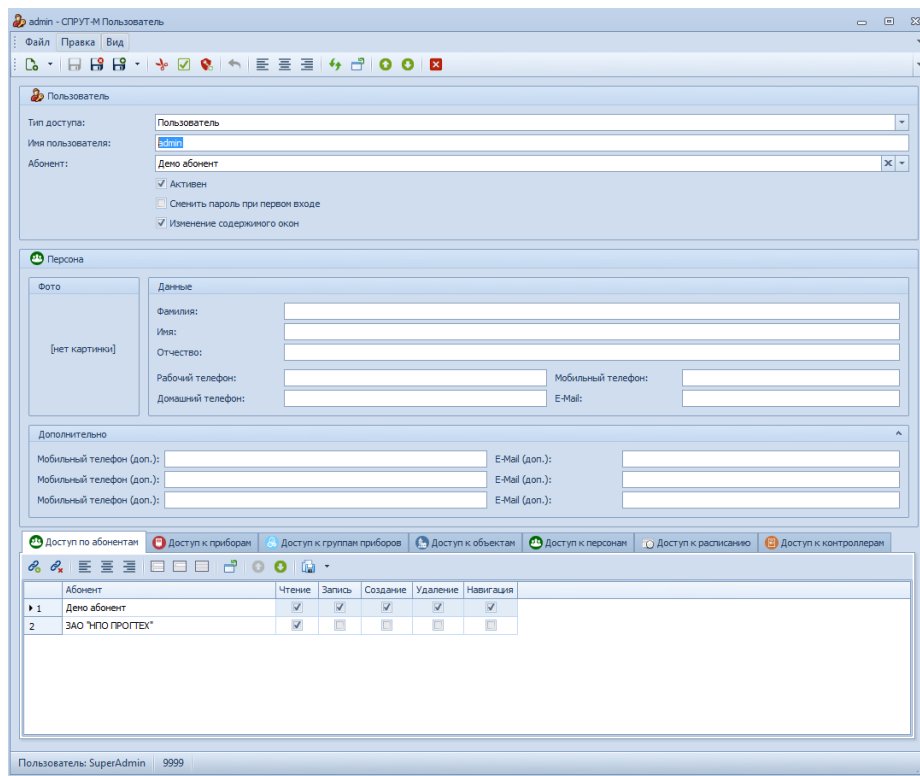 admin - СПРУТ-М Пользователь
Файл Правка Вид
Пользователь
Тип доступа: Пользователь
Имя пользователя: admin
Абонент: Демо абонент
Активен
Сменить пароль при первом входе
Изменение содержимого окон
Персона
Фото Данные
Фамилия:
Имя:
[нет картинки] Отчество:
Рабочий телефон: Мобильный телефон:
Домашний телефон: E-Mail:
Дополнительно
Мобильный телефон (доп.): E-Mail (доп.):
Мобильный телефон (доп.): E-Mail (доп.):
Мобильный телефон (доп.): E-Mail (доп.):
Доступ по абонентам Доступ к приборам Доступ к группам приборов Доступ к объектам Доступ к персонам Доступ к расписанию Доступ к контроллерам
Абонент Чтение Запись Создание Удаление Навигация
1 Демо абонент
2 ЗАО "НПО ПРОГТЕХ"
Пользователь: SuperAdmin 9999